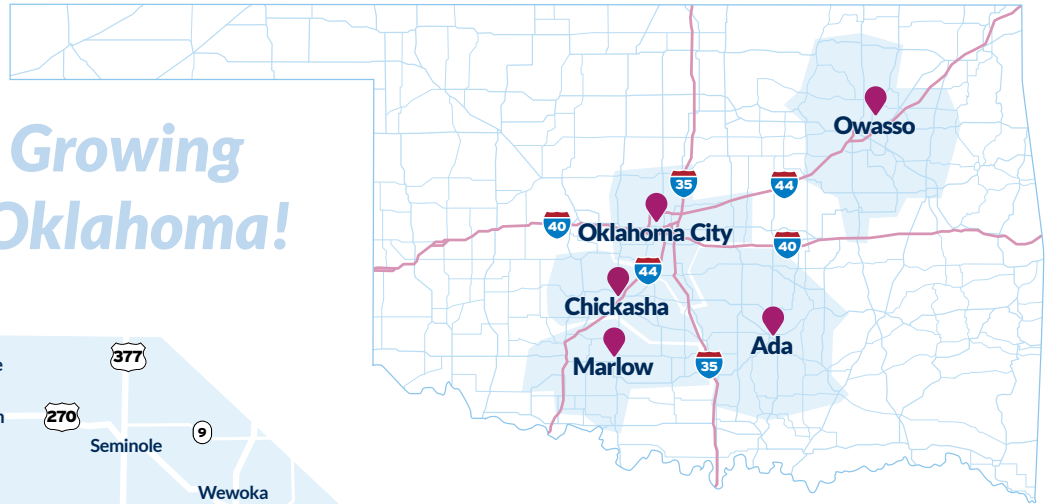 Growing
Oklahoma!
Owasso
35
44
40
Oklahoma City
40
44
Chickasha
Ada
Marlow
35
377
e
270
n
9
Seminole
Wewoka